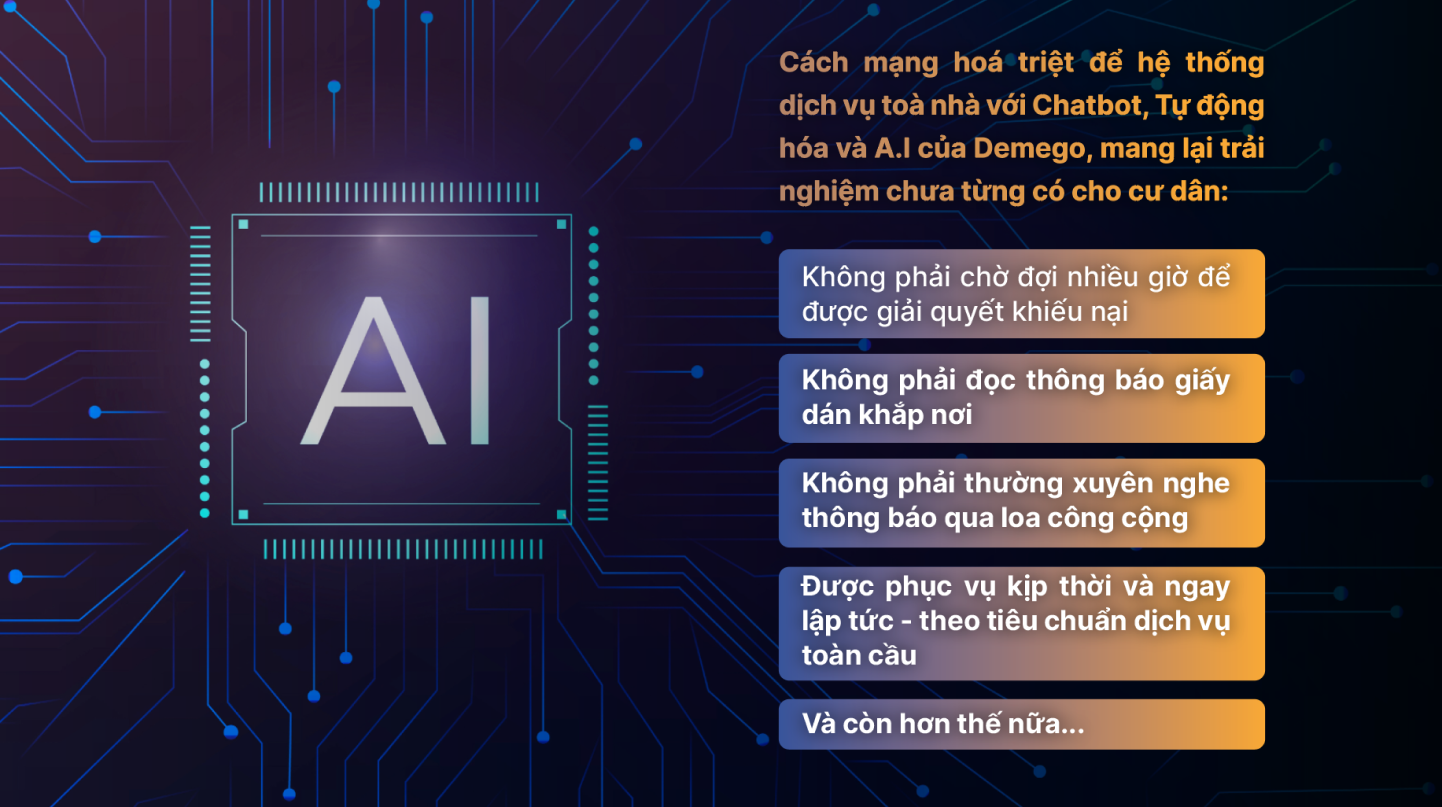 AI
Cách mạng hoá triệt để hệ thống
dịch vụ toà nhà với Chatbot, Tự động
hóa và A.I của Demego, mang lại trải
nghiệm chưa từng có cho cư dân:
Không phải chờ đợi nhiều giờ để
được giải quyết khiếu nại
Không phải đọc thông báo giấy
dán khắp nơi
Không phải thường xuyên nghe
thông báo qua loa công cộng
Được phục vụ kịp thời và ngay
lập tức - theo tiêu chuẩn dịch vụ
toàn cầu
Và còn hơn thế nữa...